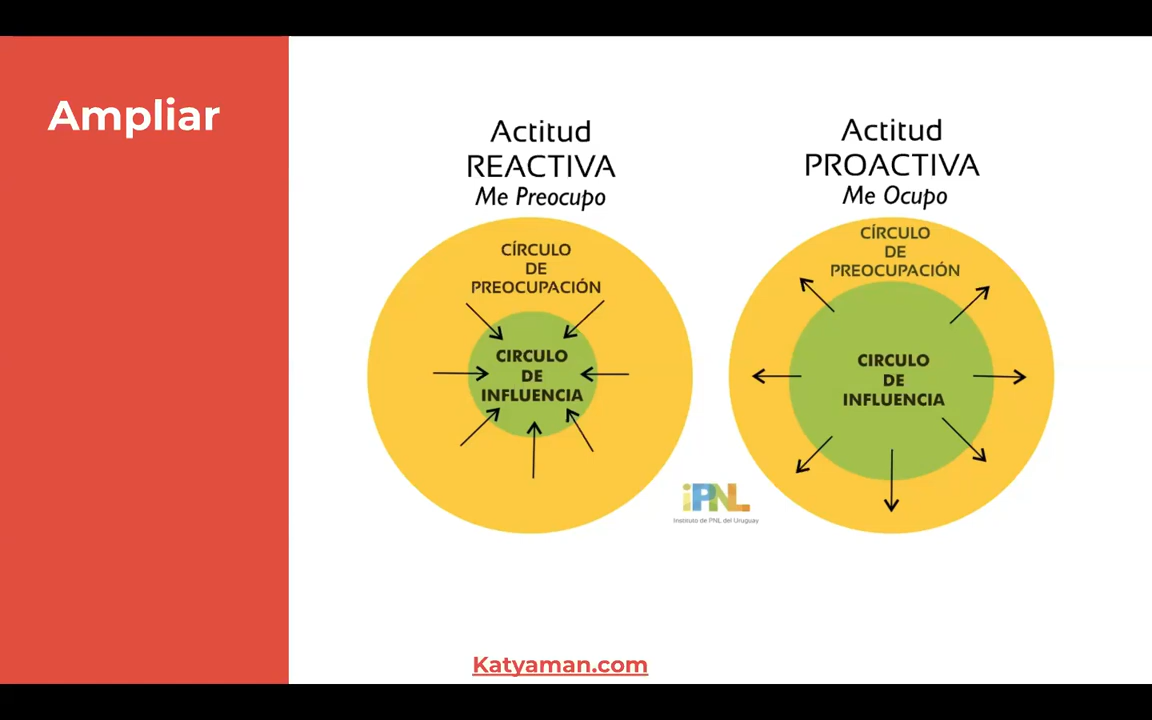 Ampliar
Actitud
REACTIVA
Me Preocupo
CÍRCULO
DE
PREOCUPACIÓN
CIRCULO
DE
INFLUENCIA
Actitud
PROACTIVA
Me Ocupo
CÍRCULO
DE
PREOCUPACIÓN
CIRCULO
DE
INFLUENCIA
iPNL
Instituto de PNL del Uruguay
Katyaman.com